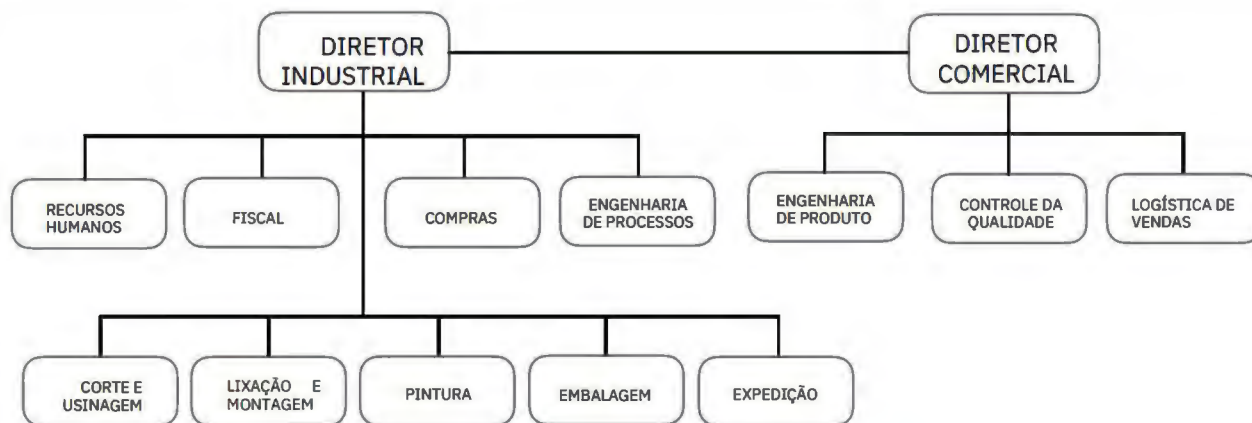 DIRETOR
INDUSTRIAL
DIRETOR
COMERCIAL
RECURSOS
HUMANOS
FISCAL
COMPRAS
ENGENHARIA
DE PROCESSOS
ENGENHARIA
DE PRODUTO
CONTROLE DA
QUALIDADE
LOGÍSTICA DE
VENDAS
CORTE E
USINAGEM
LIXAÇÃO E
MONTAGEM
PINTURA
EMBALAGEM
EXPEDIÇÃO